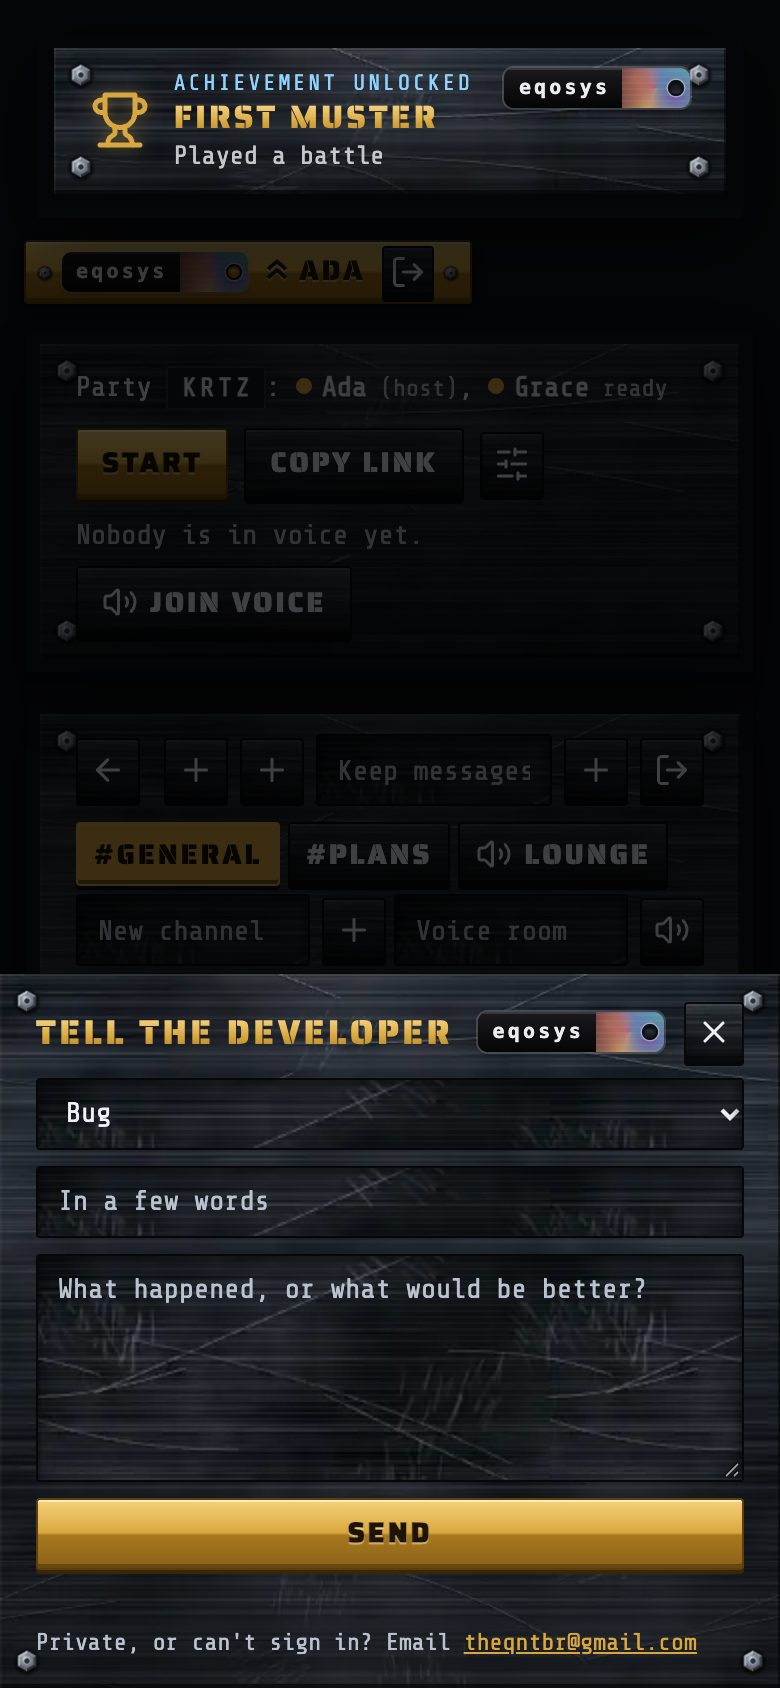 ACHIEVEMENT UNLOCKED
eqosys
FIRST MUSTER
Played a battle
eqosys ADA
Party KRTZ: Ada (host), Grace ready
START COPY LINK
Nobody is in voice yet.
JOIN VOICE
Keep messages
#GENERAL #PLANS LOUNGE
New channel Voice room
TELL THE DEVELOPER eqosys
Bug
In a few words
What happened, or what would be better?
SEND
Private, or can't sign in? Email theqntbr@gmail.com